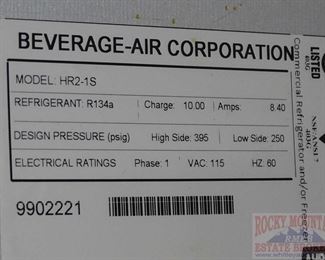 BEVERAGE-AIR CORPORATION
MODEL: HR2-1S
REFRIGERANT: R134a Charge: 10.00 Amps: 8.40
DESIGN PRESSURE (psig) High Side: 395 Low Side: 250
ELECTRICAL RATINGS Phase: 1 VAC: 115 HZ: 60
9902221
LISTED
Commercial Refrigerator and/or Freezer
ROCKY MOUNTAIN
ESTATE BROKERS